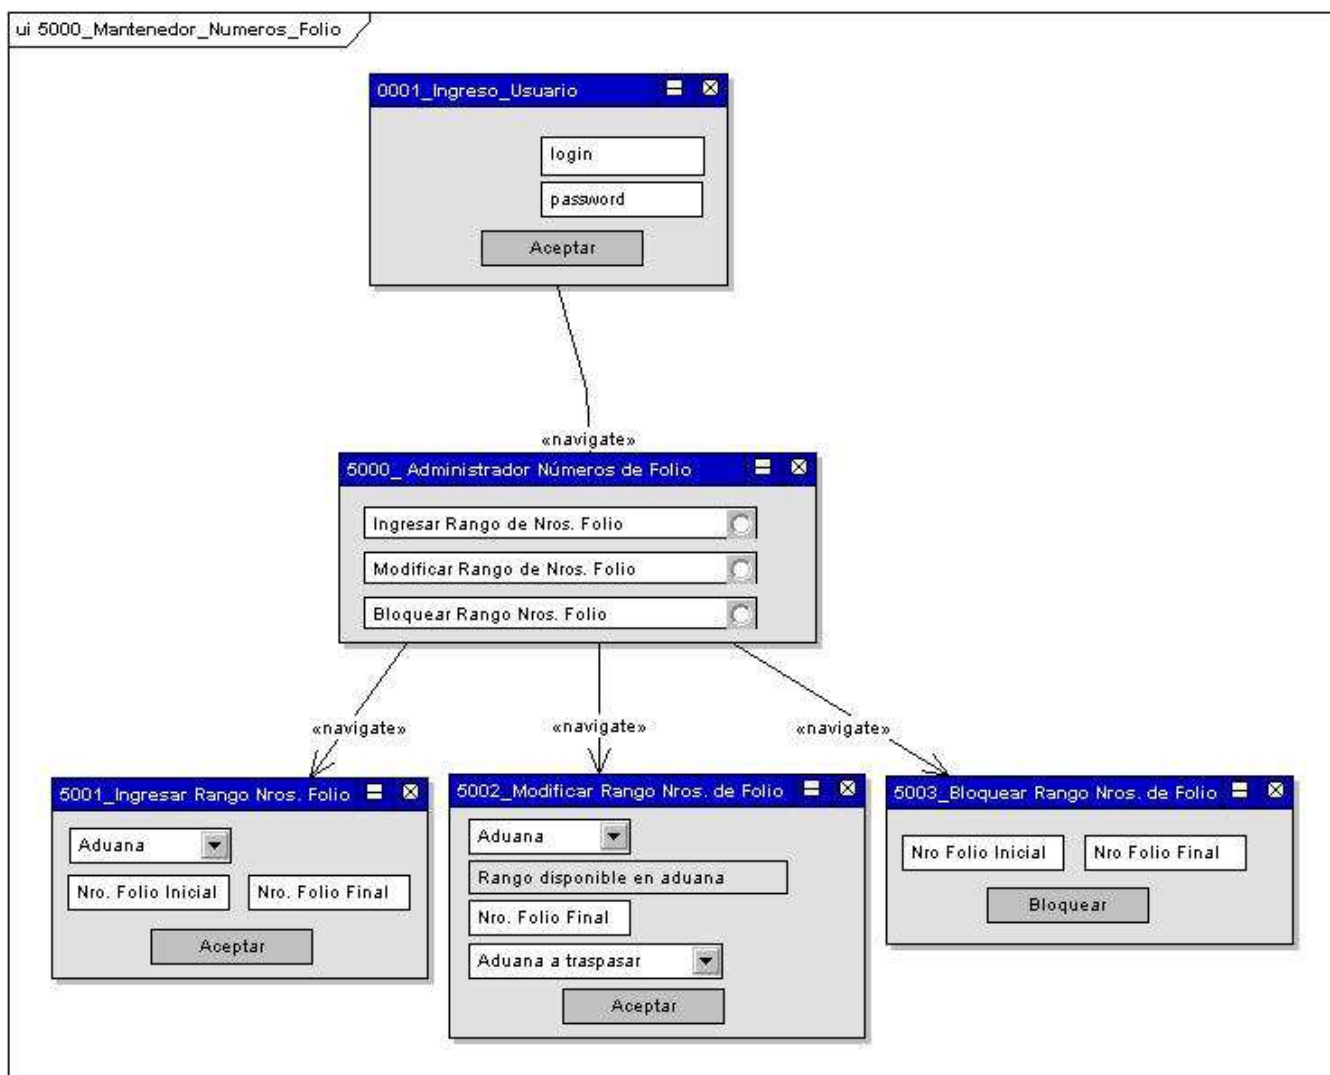 ui 5000_Mantenedor_Numeros_Folio
0001_Ingreso_Usuario
login
password
Aceptar
«navigate»
5000_ Administrador Números de Folio
Ingresar Rango de Nros. Folio
Modificar Rango de Nros. Folio
Bloquear Rango Nros. Folio
«navigate»
«navigate»
«navigate»
5001_Ingresar Rango Nros. Folio
Aduana
Nro. Folio Inicial
Nro. Folio Final
Aceptar
5002_Modificar Rango Nros. de Folio
Aduana
Rango disponible en aduana
Nro. Folio Final
Aduana a traspasar
Aceptar
5003_Bloquear Rango Nros. de Folio
Nro Folio Inicial
Nro Folio Final
Bloquear